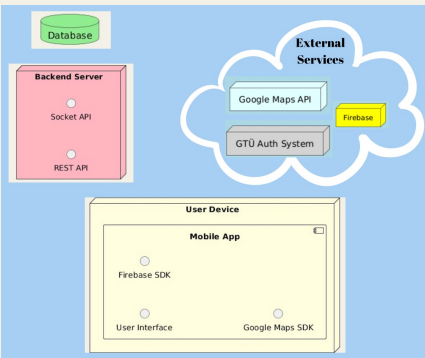 Database
External
Services
Backend Server
Socket API
REST API
Google Maps API
Firebase
GTÜ Auth System
User Device
Mobile App
Firebase SDK
User Interface
Google Maps SDK